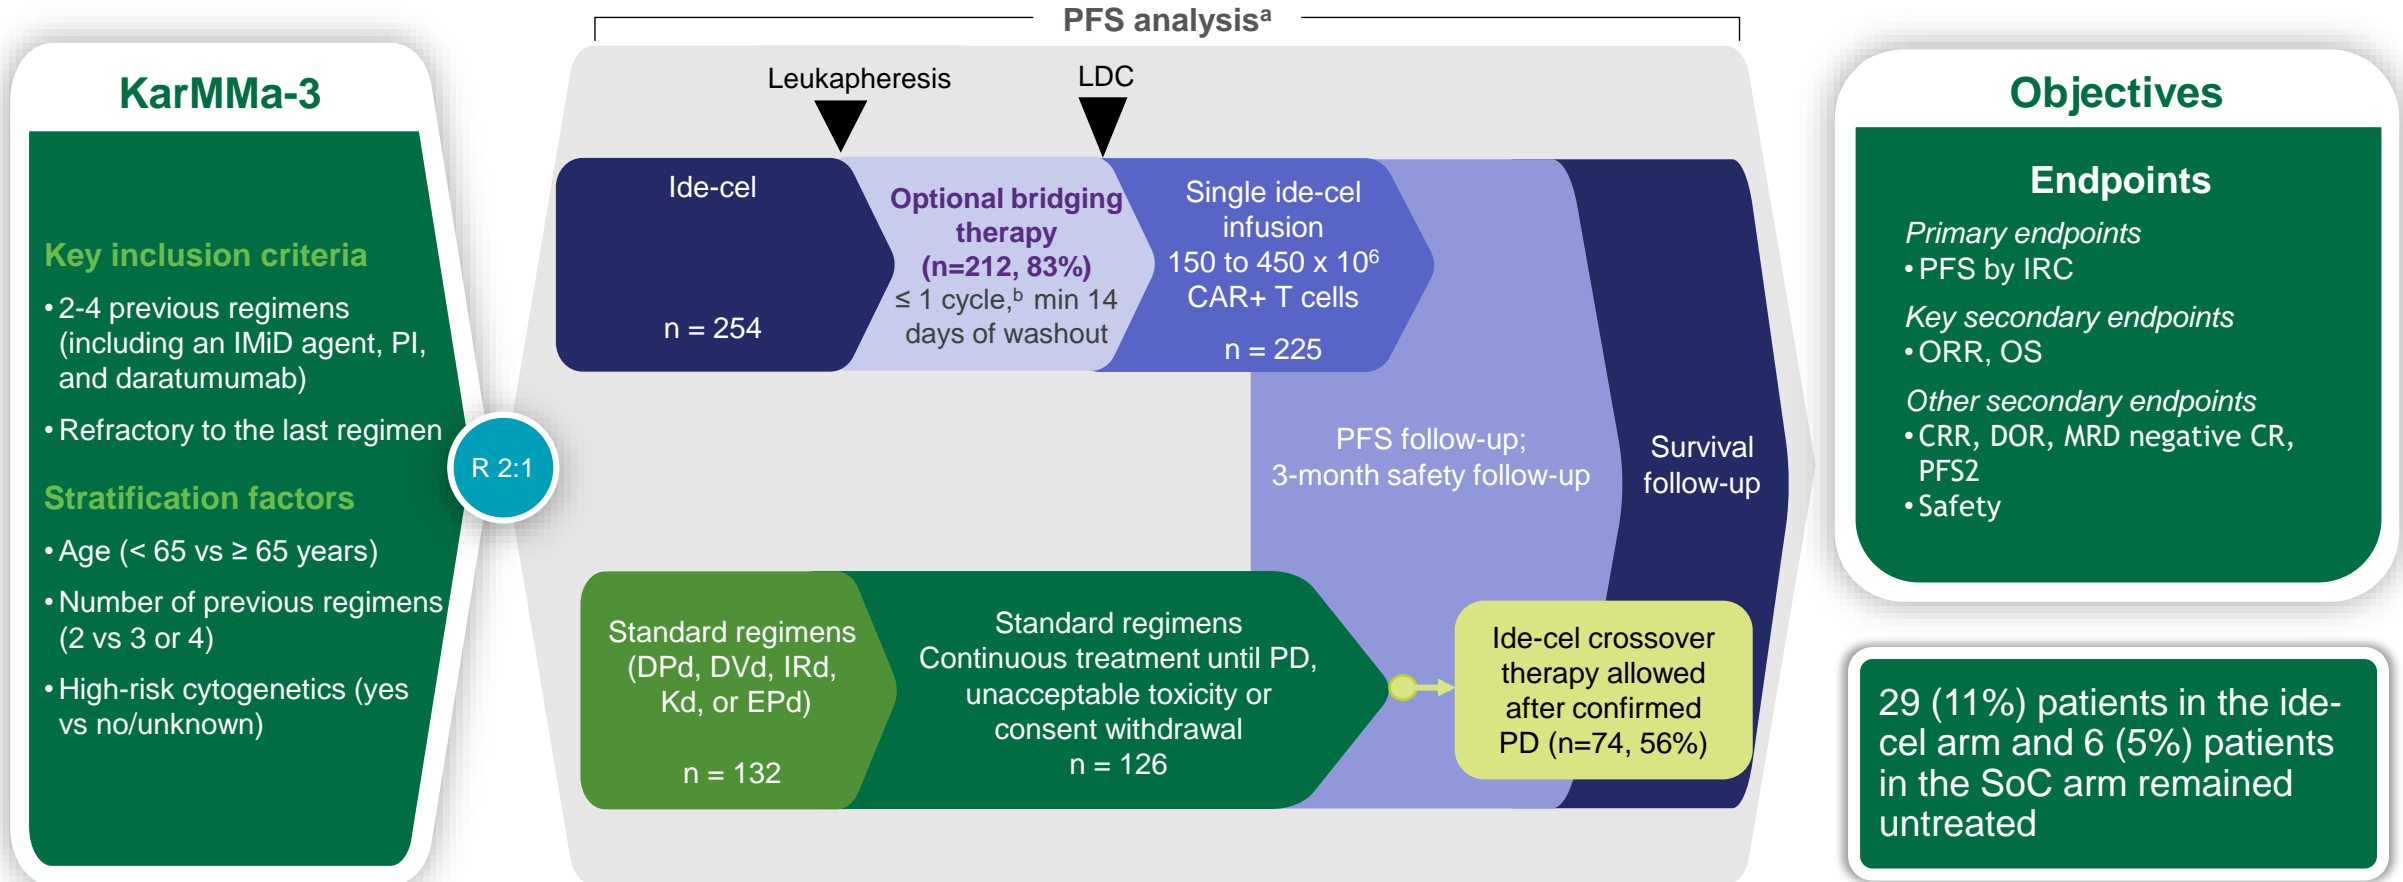 PFS analysisᵃ
KarMMa-3
Key inclusion criteria
• 2-4 previous regimens
(including an IMiD agent, PI,
and daratumumab)
• Refractory to the last regimen
Stratification factors
• Age (< 65 vs ≥ 65 years)
• Number of previous regimens
(2 vs 3 or 4)
• High-risk cytogenetics (yes
vs no/unknown)
R 2:1
Leukapheresis
LDC
Ide-cel
n = 254
Optional bridging
therapy
(n=212, 83%)
≤ 1 cycle,ᵇ min 14
days of washout
Single ide-cel
infusion
150 to 450 x 10⁶
CAR+ T cells
n = 225
PFS follow-up;
3-month safety follow-up
Survival
follow-up
Standard regimens
(DPd, DVd, IRd,
Kd, or EPd)
n = 132
Standard regimens
Continuous treatment until PD,
unacceptable toxicity or
consent withdrawal
n = 126
Ide-cel crossover
therapy allowed
after confirmed
PD (n=74, 56%)
Objectives
Endpoints
Primary endpoints
• PFS by IRC
Key secondary endpoints
• ORR, OS
Other secondary endpoints
• CRR, DOR, MRD negative CR,
PFS2
• Safety
29 (11%) patients in the ide-
cel arm and 6 (5%) patients
in the SoC arm remained
untreated